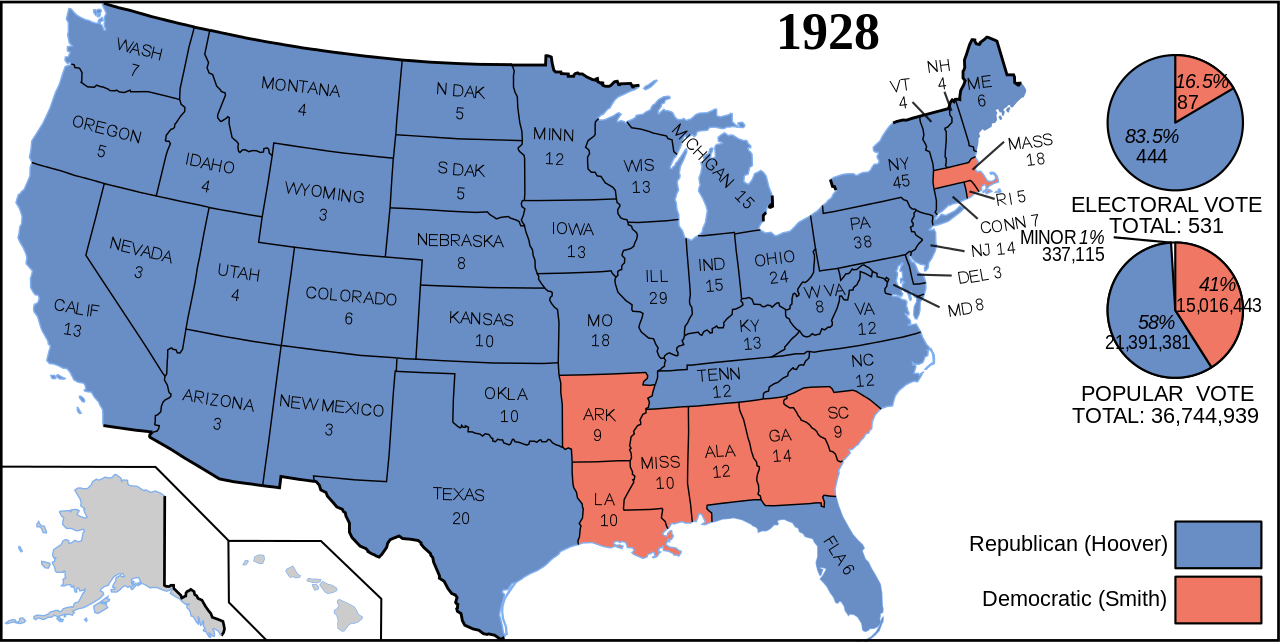 1928
WASH
7
OREGON
5
CALIF
13
NEVADA
3
IDAHO
4
MONTANA
4
WYOMING
3
UTAH
4
COLORADO
6
ARIZONA
3
NEW MEXICO
3
N DAK
5
S DAK
5
NEBRASKA
8
KANSAS
10
OKLA
10
TEXAS
20
MINN
12
IOWA
13
MO
18
ARK
9
LA
10
WIS
13
ILL
29
MICHIGAN 15
IND
15
OHIO
24
KY
13
TENN
12
MISS
10
ALA
12
GA
14
FLA 6
SC
9
NC
12
VA
12
W VA
8
PA
38
NY
45
VT
4
NH
4
ME
6
MASS
18
RI 5
CONN 7
NJ 14
DEL 3
MD 8
16.5%
87
83.5%
444
ELECTORAL VOTE
TOTAL: 531
MINOR 1%
337,115
41%
15,016,443
58%
21,391,381
POPULAR VOTE
TOTAL: 36,744,939
Republican (Hoover)
Democratic (Smith)